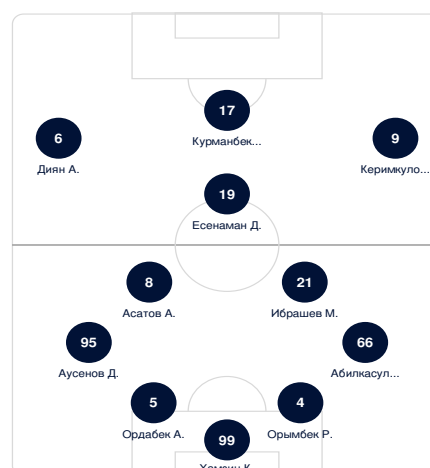 17
Курманбек...
6
9
Диян А.
Керимкуло...
19
Есенаман Д.
8
21
Асатов А.
Ибрашев М.
95
66
Аусенов Д.
Абилкасул...
5
4
Ордабек А.
Орымбек Р.
99